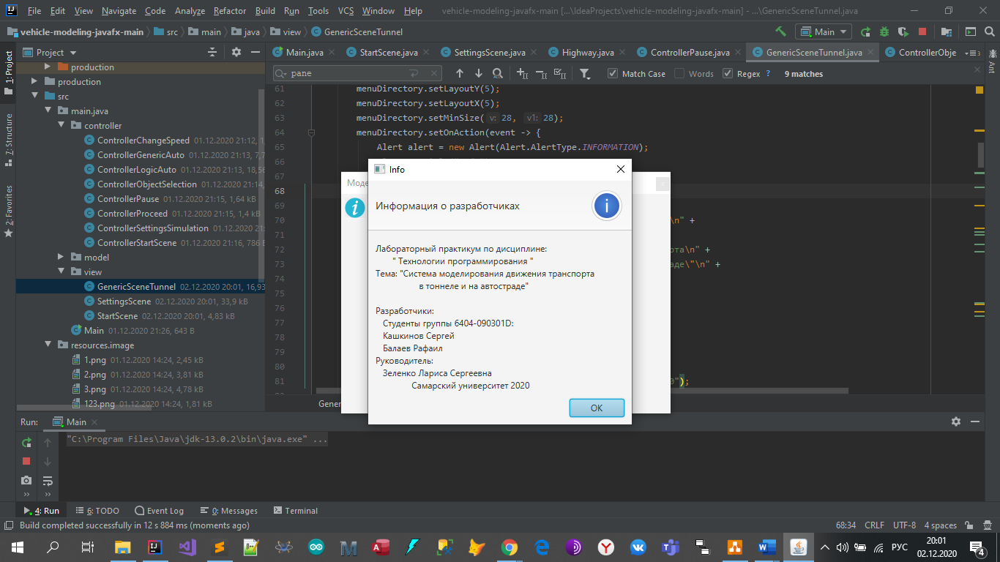 File Edit View Navigate Code Analyze Refactor Build Run Tools VCS Window Help vehicle-modeling-javafx-main [...\IdeaProjects\vehicle-modeling-javafx-main] - ...\GenericSceneTunnel.java
vehicle-modeling-javafx-main src main java view GenericSceneTunnel Main
Project
Main.java StartScene.java SettingsScene.java Highway.java ControllerPause.java GenericSceneTunnel.java ControllerObje
pane Match Case Words Regex ? 9 matches
1: Project
7: Structure
2: Favorites
Ant
production
production
src
main.java
controller
ControllerChangeSpeed 01.12.2020 21:12, 1,
ControllerGenericAuto 01.12.2020 21:13, 7,7
ControllerLogicAuto 01.12.2020 21:13, 18,56
ControllerObjectSelection 01.12.2020 21:14,
ControllerPause 01.12.2020 21:15, 1,64 kB
ControllerProceed 01.12.2020 21:15, 1,4 kB
ControllerSettingsSimulation 01.12.2020 21:
ControllerStartScene 01.12.2020 21:16, 786 B
model
view
GenericSceneTunnel 02.12.2020 20:01, 16,93
SettingsScene 02.12.2020 20:01, 33,9 kB
StartScene 02.12.2020 20:01, 4,83 kB
Main 01.12.2020 21:26, 643 B
resources.image
1.png 01.12.2020 14:24, 2,45 kB
2.png 01.12.2020 14:24, 3,81 kB
3.png 01.12.2020 14:24, 4,78 kB
123.png 01.12.2020 14:24, 1,81 kB
61 menuDirectory.setLayoutY(5);
62 menuDirectory.setLayoutX(5);
63 menuDirectory.setMinSize( v: 28, v1: 28);
64 menuDirectory.setOnAction(event -> {
65 Alert alert = new Alert(Alert.AlertType.INFORMATION);
66
67
68
69
70 \n" +
71
72 ота\n" +
73 аде\"\n" +
74
75
76
77
78
79
80
81 0");
Gener
Моде
Info
Информация о разработчиках
Лабораторный практикум по дисциплине:
" Технологии программирования "
Тема: "Система моделирования движения транспорта
в тоннеле и на автостраде"
Разработчики:
Студенты группы 6404-090301D:
Кашкинов Сергей
Балаев Рафаил
Руководитель:
Зеленко Лариса Сергеевна
Самарский университет 2020
OK
Run: Main
"C:\Program Files\Java\jdk-13.0.2\bin\java.exe" ...
4: Run 6: TODO Event Log 0: Messages Terminal
Build completed successfully in 12 s 884 ms (moments ago) 68:34 CRLF UTF-8 4 spaces
РУС 20:01
02.12.2020
4